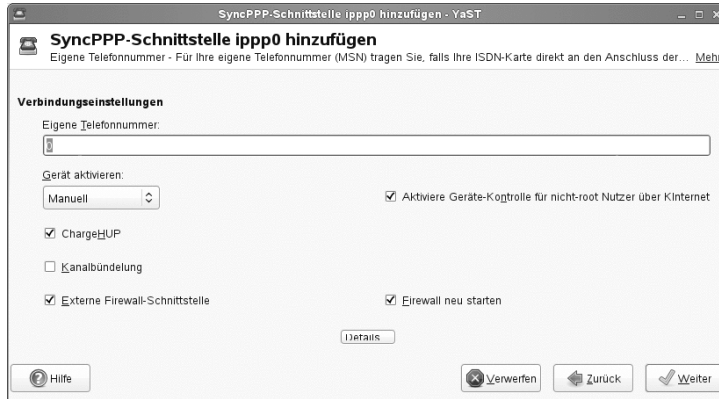 SyncPPP-Schnittstelle ippp0 hinzufügen - YaST
SyncPPP-Schnittstelle ippp0 hinzufügen
Eigene Telefonnummer - Für Ihre eigene Telefonnummer (MSN) tragen Sie, falls Ihre ISDN-Karte direkt an den Anschluss der... Mehr
Verbindungseinstellungen
Eigene Telefonnummer:
0
Gerät aktivieren:
Manuell
Aktiviere Geräte-Kontrolle für nicht-root Nutzer über KInternet
ChargeHUP
Kanalbündelung
Externe Firewall-Schnittstelle
Firewall neu starten
Details...
Hilfe
Verwerfen
Zurück
Weiter